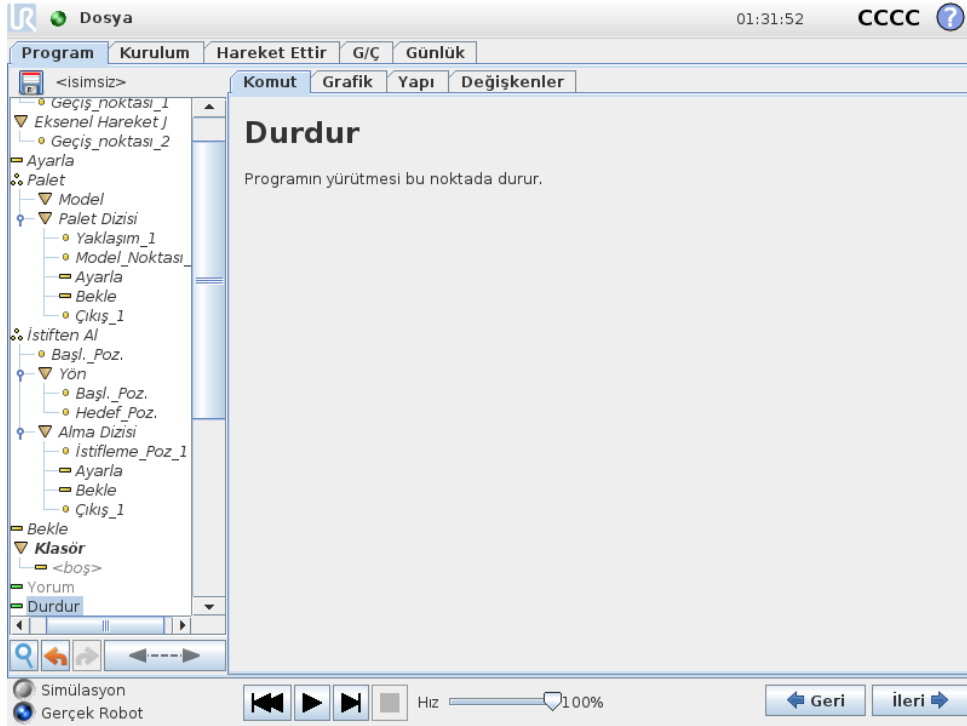 UR Dosya 01:31:52 CCCC ?
Program Kurulum Hareket Ettir G/Ç Günlük
<isimsiz>
Komut Grafik Yapı Değişkenler
Geçiş_noktası_1
Eksenel Hareket J
Geçiş_noktası_2
Ayarla
Palet
Model
Palet Dizisi
Yaklaşım_1
Model_Noktası_
Ayarla
Bekle
Çıkış_1
İstiften Al
Başl._Poz.
Yön
Başl._Poz.
Hedef_Poz.
Alma Dizisi
İstifleme_Poz_1
Ayarla
Bekle
Çıkış_1
Bekle
Klasör
<boş>
Yorum
Durdur
Durdur
Programın yürütmesi bu noktada durur.
Simülasyon
Gerçek Robot
Hız 100%
Geri İleri